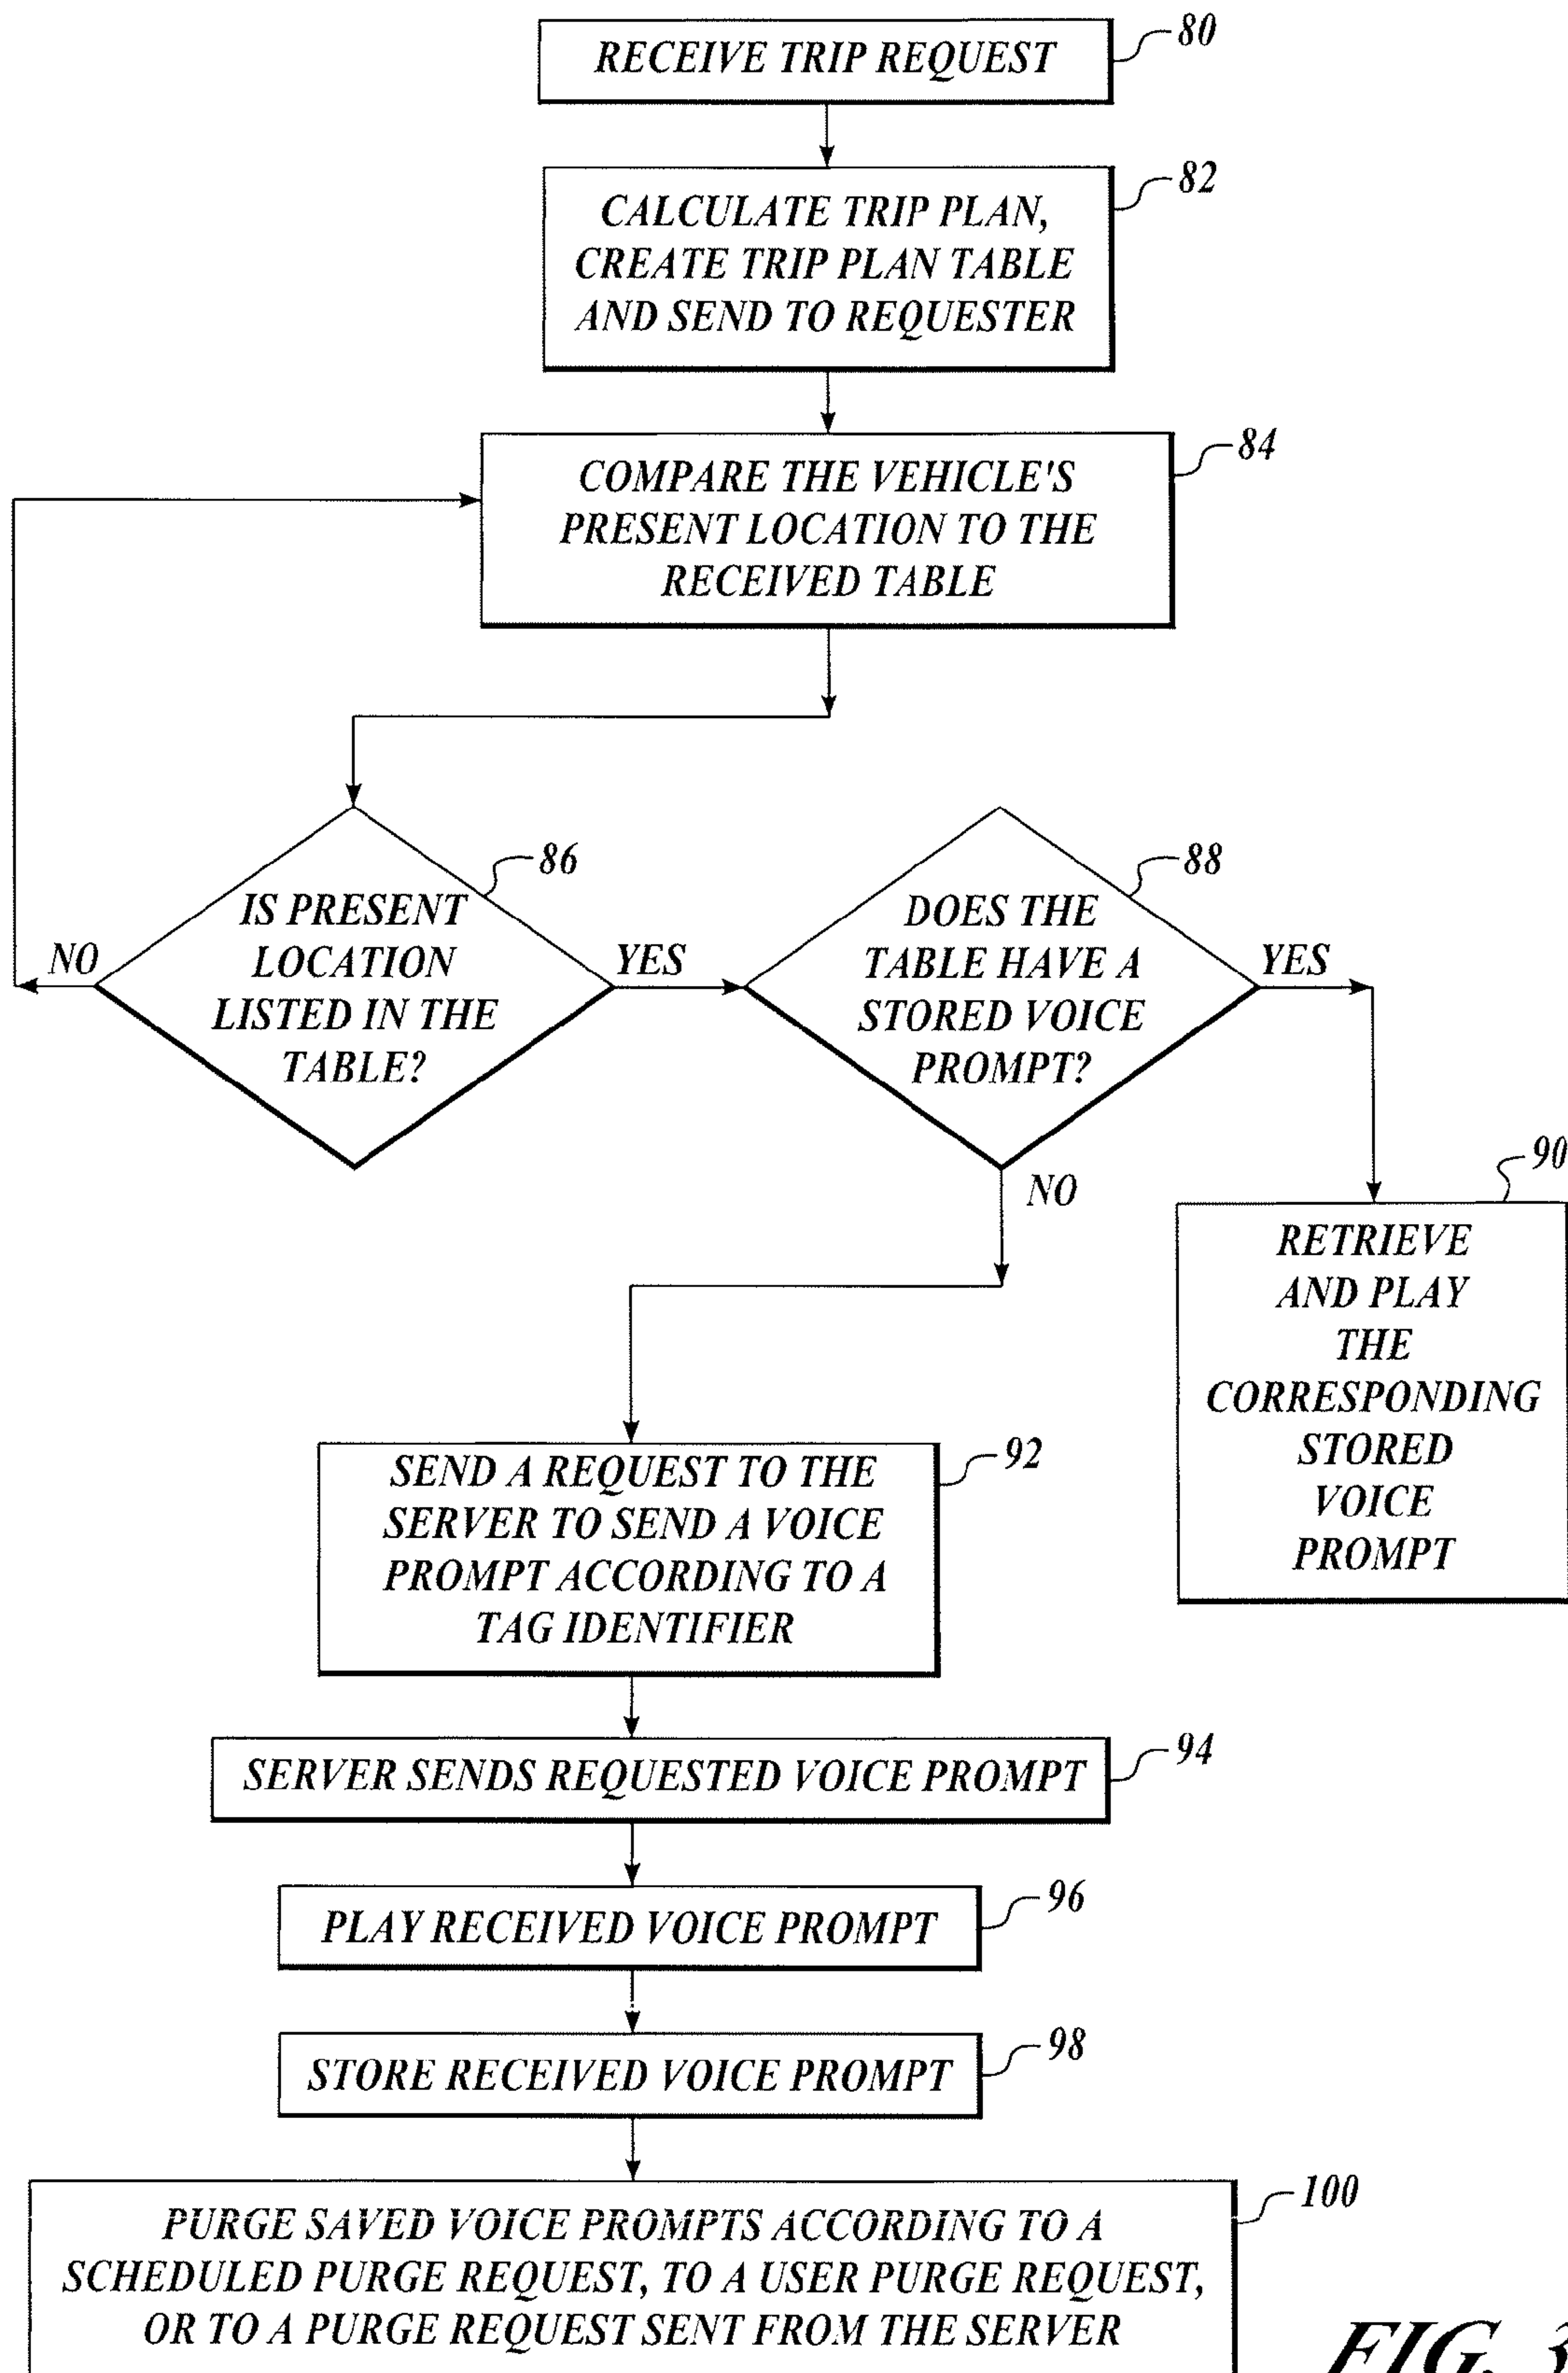 RECEIVE TRIP REQUEST
80
CALCULATE TRIP PLAN,
CREATE TRIP PLAN TABLE
AND SEND TO REQUESTER
82
COMPARE THE VEHICLE'S
PRESENT LOCATION TO THE
RECEIVED TABLE
84
86
IS PRESENT
LOCATION
LISTED IN THE
TABLE?
NO
YES
88
DOES THE
TABLE HAVE A
STORED VOICE
PROMPT?
YES
NO
90
RETRIEVE
AND PLAY
THE
CORRESPONDING
STORED
VOICE
PROMPT
92
SEND A REQUEST TO THE
SERVER TO SEND A VOICE
PROMPT ACCORDING TO A
TAG IDENTIFIER
SERVER SENDS REQUESTED VOICE PROMPT
94
PLAY RECEIVED VOICE PROMPT
96
STORE RECEIVED VOICE PROMPT
98
100
PURGE SAVED VOICE PROMPTS ACCORDING TO A
SCHEDULED PURGE REQUEST, TO A USER PURGE REQUEST,
OR TO A PURGE REQUEST SENT FROM THE SERVER
FIG. 3